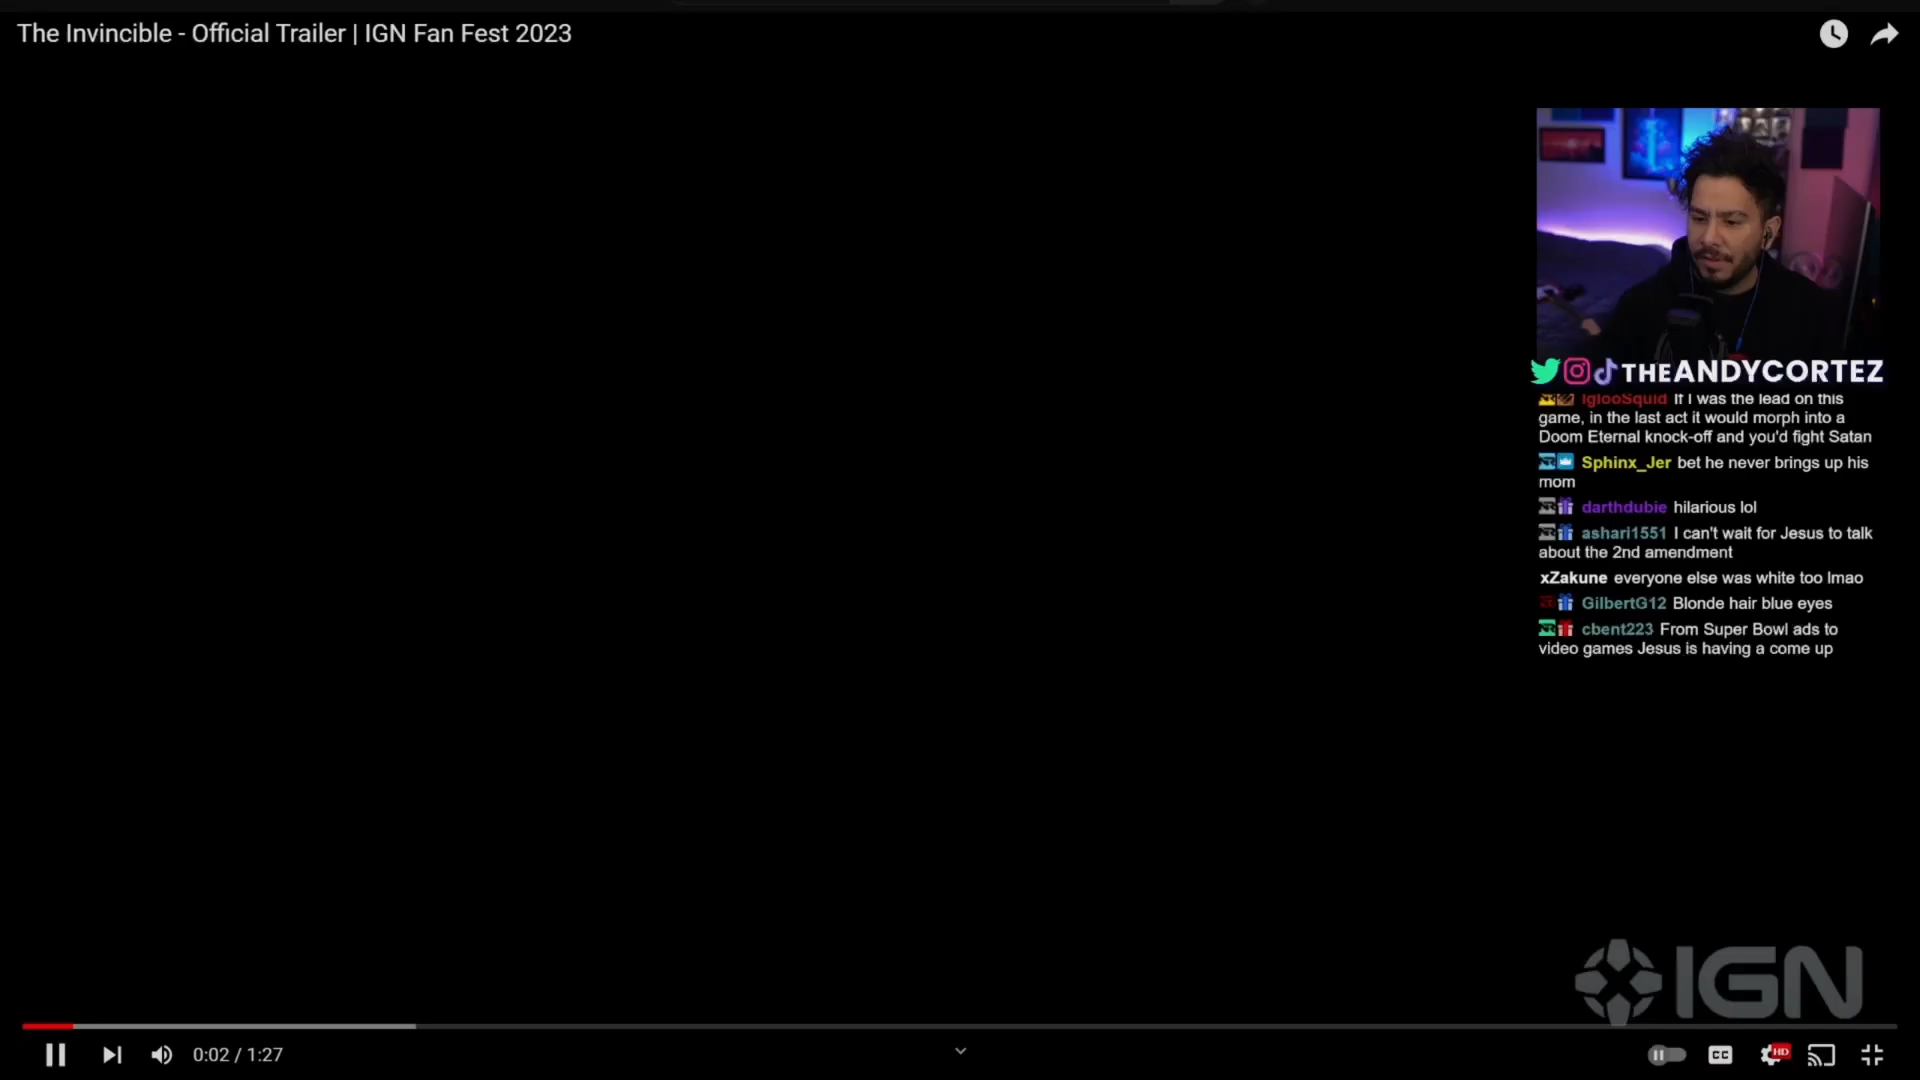 The Invincible - Official Trailer | IGN Fan Fest 2023
THEANDYCORTEZ
IglooSquid If I was the lead on this
game, in the last act it would morph into a
Doom Eternal knock-off and you'd fight Satan
Sphinx_Jer bet he never brings up his
mom
darthdubie hilarious lol
ashari1551 I can't wait for Jesus to talk
about the 2nd amendment
xZakune everyone else was white too lmao
GilbertG12 Blonde hair blue eyes
cbent223 From Super Bowl ads to
video games Jesus is having a come up
IGN
0:02 / 1:27
CC
HD